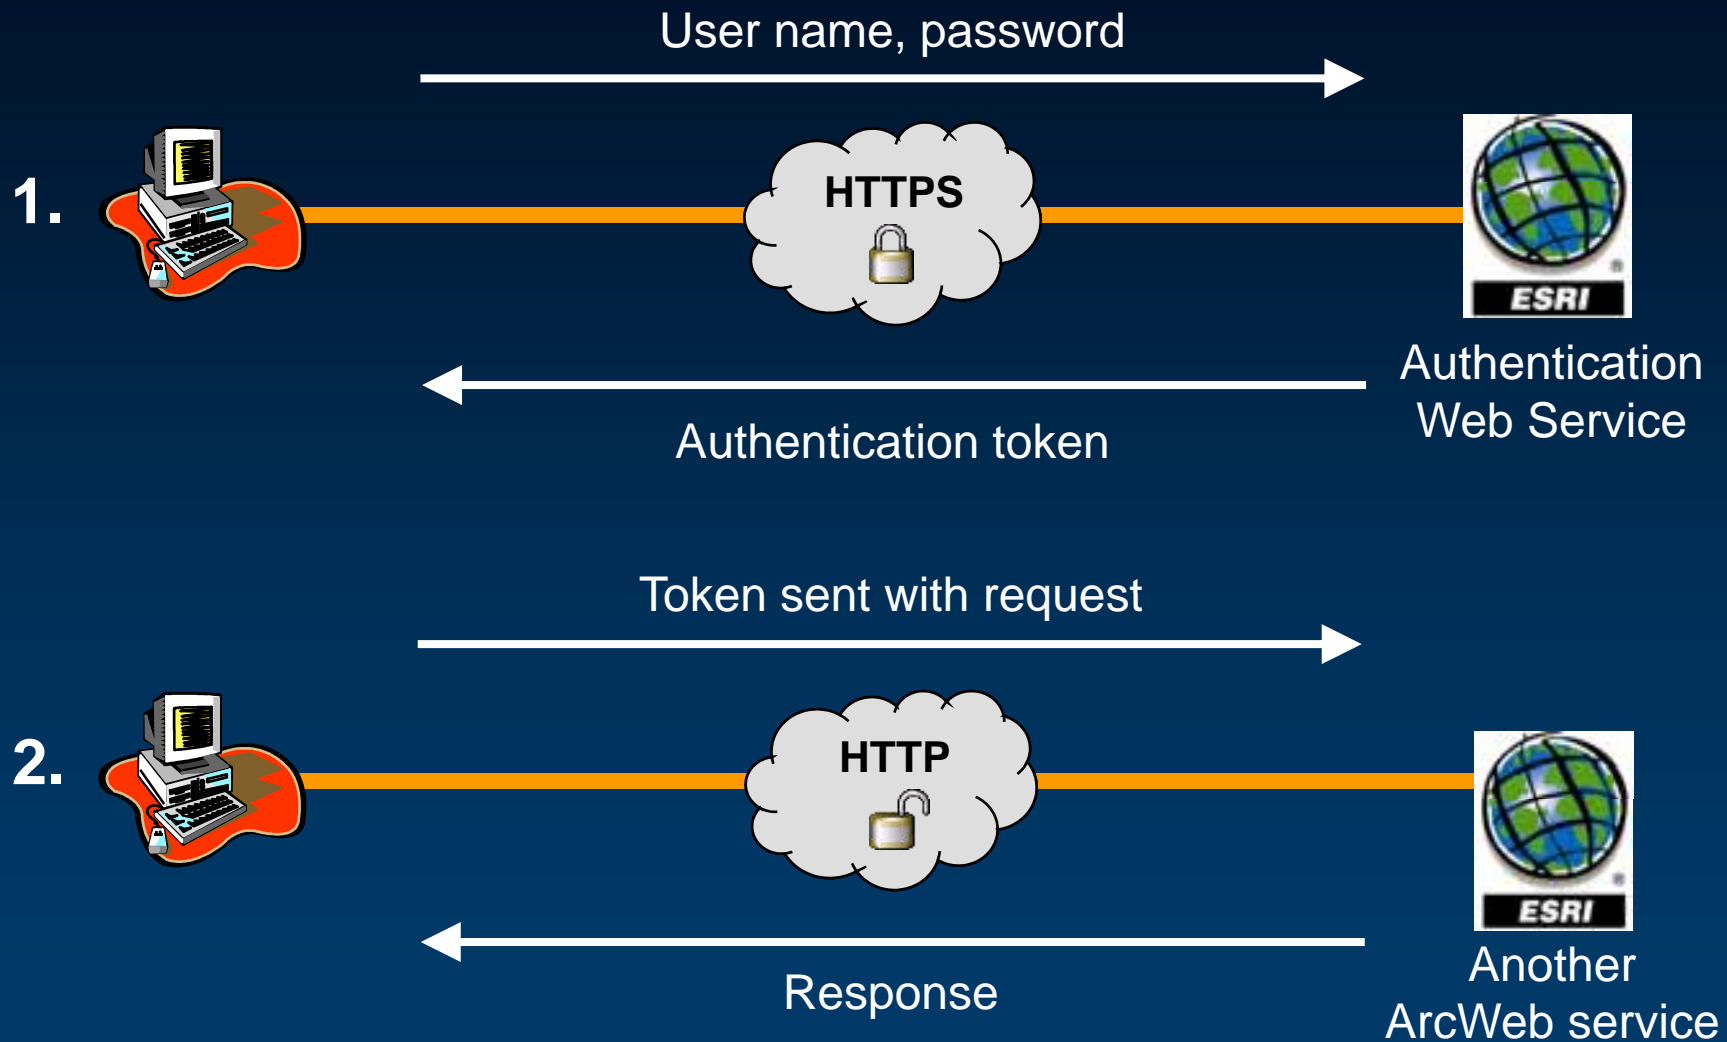 User name, password
1.
HTTPS
®
ESRI
Authentication
Web Service
Authentication token
Token sent with request
2.
HTTP
®
ESRI
Another
ArcWeb service
Response